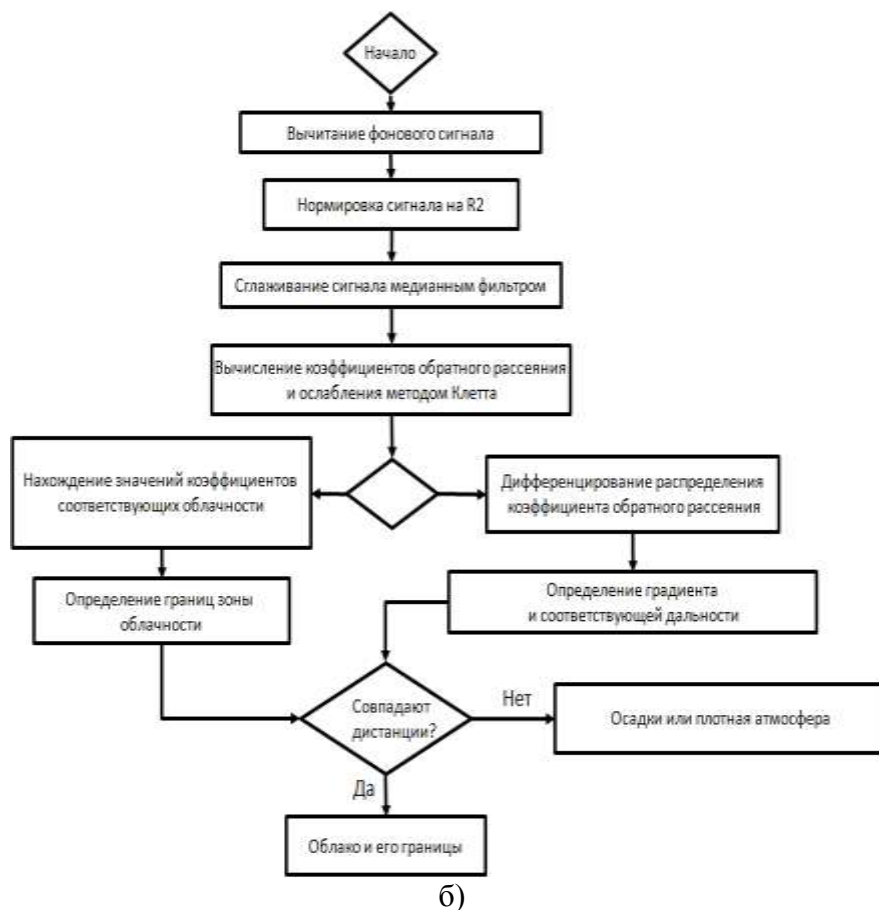 Начало
Вычитание фонового сигнала
Нормировка сигнала на R2
Сглаживание сигнала медианным фильтром
Вычисление коэффициентов обратного рассеяния
и ослабления методом Клетта
Нахождение значений коэффициентов
соответствующих облачности
Дифференцирование распределения
коэффициента обратного рассеяния
Определение границ зоны
облачности
Определение градиента
и соответствующей дальности
Совпадают
дистанции?
Нет
Осадки или плотная атмосфера
Да
Облако и его границы
б)